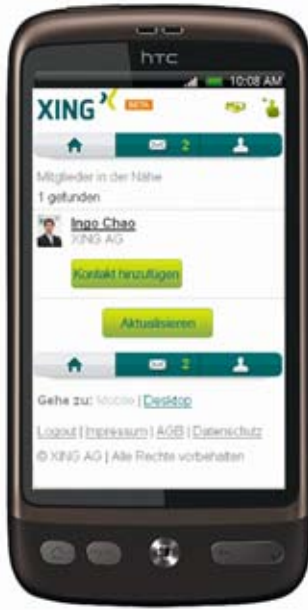 hTC
10:08 AM
XING BETA
2
Mitglieder in der Nähe
1 gefunden
Ingo Chao
XING AG
Kontakt hinzufügen
Aktualisieren
2
Gehe zu: Mobile | Desktop
Logout | Impressum | AGB | Datenschutz
© XING AG | Alle Rechte vorbehalten